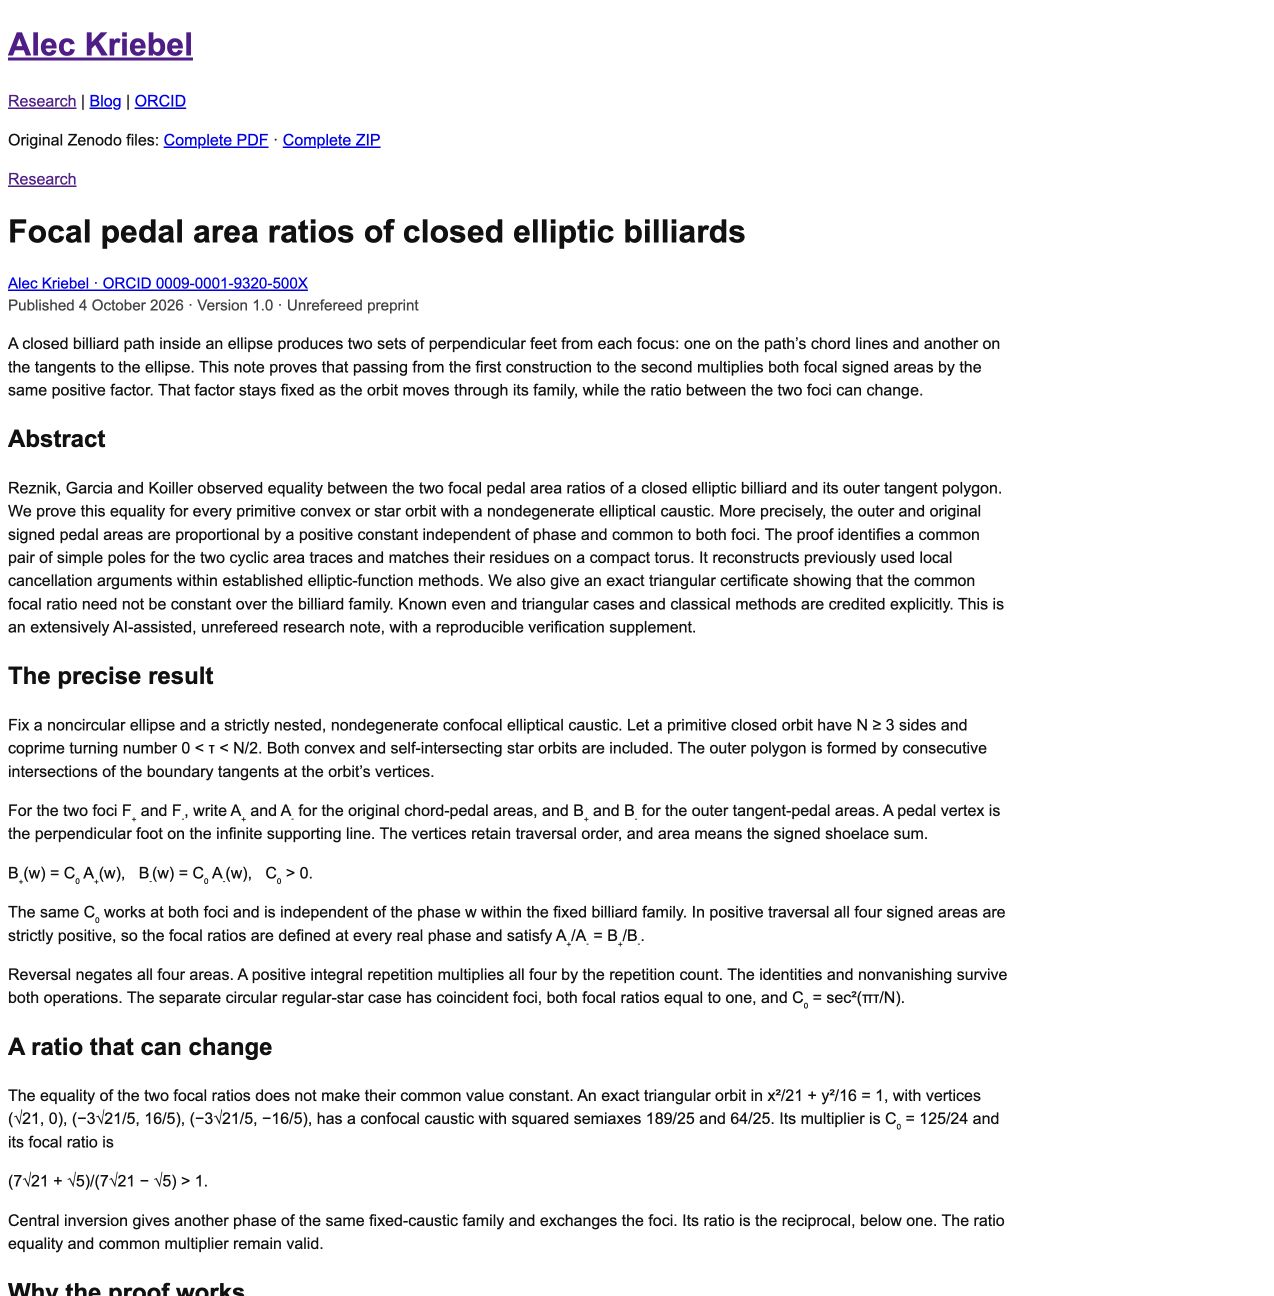 Alec Kriebel
Research | Blog | ORCID
Original Zenodo files: Complete PDF · Complete ZIP
Research
Focal pedal area ratios of closed elliptic billiards
Alec Kriebel · ORCID 0009-0001-9320-500X
Published 4 October 2026 · Version 1.0 · Unrefereed preprint
A closed billiard path inside an ellipse produces two sets of perpendicular feet from each focus: one on the path’s chord lines and another on
the tangents to the ellipse. This note proves that passing from the first construction to the second multiplies both focal signed areas by the
same positive factor. That factor stays fixed as the orbit moves through its family, while the ratio between the two foci can change.
Abstract
Reznik, Garcia and Koiller observed equality between the two focal pedal area ratios of a closed elliptic billiard and its outer tangent polygon.
We prove this equality for every primitive convex or star orbit with a nondegenerate elliptical caustic. More precisely, the outer and original
signed pedal areas are proportional by a positive constant independent of phase and common to both foci. The proof identifies a common
pair of simple poles for the two cyclic area traces and matches their residues on a compact torus. It reconstructs previously used local
cancellation arguments within established elliptic-function methods. We also give an exact triangular certificate showing that the common
focal ratio need not be constant over the billiard family. Known even and triangular cases and classical methods are credited explicitly. This is
an extensively AI-assisted, unrefereed research note, with a reproducible verification supplement.
The precise result
Fix a noncircular ellipse and a strictly nested, nondegenerate confocal elliptical caustic. Let a primitive closed orbit have N ≥ 3 sides and
coprime turning number 0 < τ < N/2. Both convex and self-intersecting star orbits are included. The outer polygon is formed by consecutive
intersections of the boundary tangents at the orbit’s vertices.
For the two foci F₊ and F₋, write A₊ and A₋ for the original chord-pedal areas, and B₊ and B₋ for the outer tangent-pedal areas. A pedal vertex is
the perpendicular foot on the infinite supporting line. The vertices retain traversal order, and area means the signed shoelace sum.
B₊(w) = C₀ A₊(w),   B₋(w) = C₀ A₋(w),   C₀ > 0.
The same C₀ works at both foci and is independent of the phase w within the fixed billiard family. In positive traversal all four signed areas are
strictly positive, so the focal ratios are defined at every real phase and satisfy A₊/A₋ = B₊/B₋.
Reversal negates all four areas. A positive integral repetition multiplies all four by the repetition count. The identities and nonvanishing survive
both operations. The separate circular regular-star case has coincident foci, both focal ratios equal to one, and C₀ = sec²(πτ/N).
A ratio that can change
The equality of the two focal ratios does not make their common value constant. An exact triangular orbit in x²/21 + y²/16 = 1, with vertices
(√21, 0), (−3√21/5, 16/5), (−3√21/5, −16/5), has a confocal caustic with squared semiaxes 189/25 and 64/25. Its multiplier is C₀ = 125/24 and
its focal ratio is
(7√21 + √5)/(7√21 − √5) > 1.
Central inversion gives another phase of the same fixed-caustic family and exchanges the foci. Its ratio is the reciprocal, below one. The ratio
equality and common multiplier remain valid.
Why the proof works